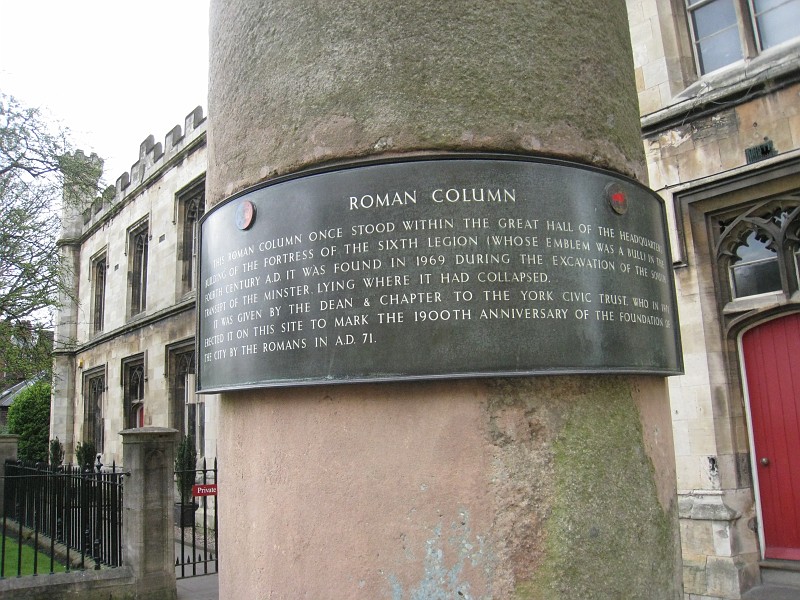 ROMAN COLUMN
THIS ROMAN COLUMN ONCE STOOD WITHIN THE GREAT HALL OF THE HEADQUARTERS
BUILDING OF THE FORTRESS OF THE SIXTH LEGION (WHOSE EMBLEM WAS A BULL) IN THE
FOURTH CENTURY A.D. IT WAS FOUND IN 1969 DURING THE EXCAVATION OF THE SOUTH
TRANSEPT OF THE MINSTER, LYING WHERE IT HAD COLLAPSED.
IT WAS GIVEN BY THE DEAN & CHAPTER TO THE YORK CIVIC TRUST, WHO IN
ERECTED IT ON THIS SITE TO MARK THE 1900TH ANNIVERSARY OF THE FOUNDATION OF
THE CITY BY THE ROMANS IN A.D. 71.
Private